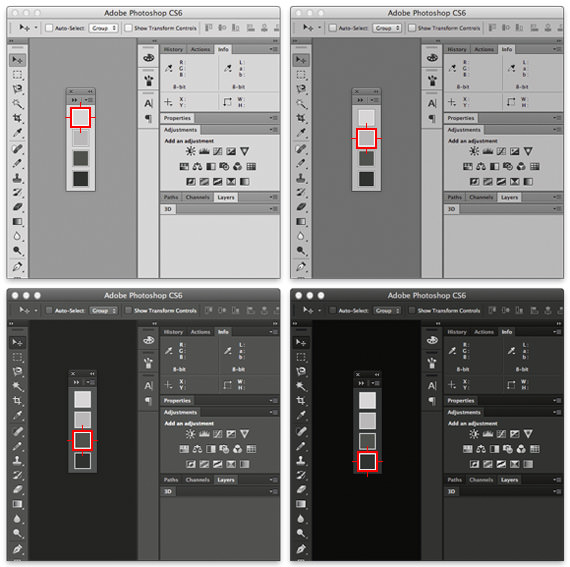 Adobe Photoshop CS6
Auto-Select: Group Show Transform Controls
History Actions Info
R: L:
G: a:
B: b:
8-bit 8-bit
X: W:
Y: H:
Properties
Adjustments
Add an adjustment
Paths Channels Layers
3D
Adobe Photoshop CS6
Auto-Select: Group Show Transform Controls
History Actions Info
R: L:
G: a:
B: b:
8-bit 8-bit
X: W:
Y: H:
Properties
Adjustments
Add an adjustment
Paths Channels Layers
3D
Adobe Photoshop CS6
Auto-Select: Group Show Transform Controls
History Actions Info
R: L:
G: a:
B: b:
8-bit 8-bit
X: W:
Y: H:
Properties
Adjustments
Add an adjustment
Paths Channels Layers
3D
Adobe Photoshop CS6
Auto-Select: Group Show Transform Controls
History Actions Info
R: L:
G: a:
B: b:
8-bit 8-bit
X: W:
Y: H:
Properties
Adjustments
Add an adjustment
Paths Channels Layers
3D